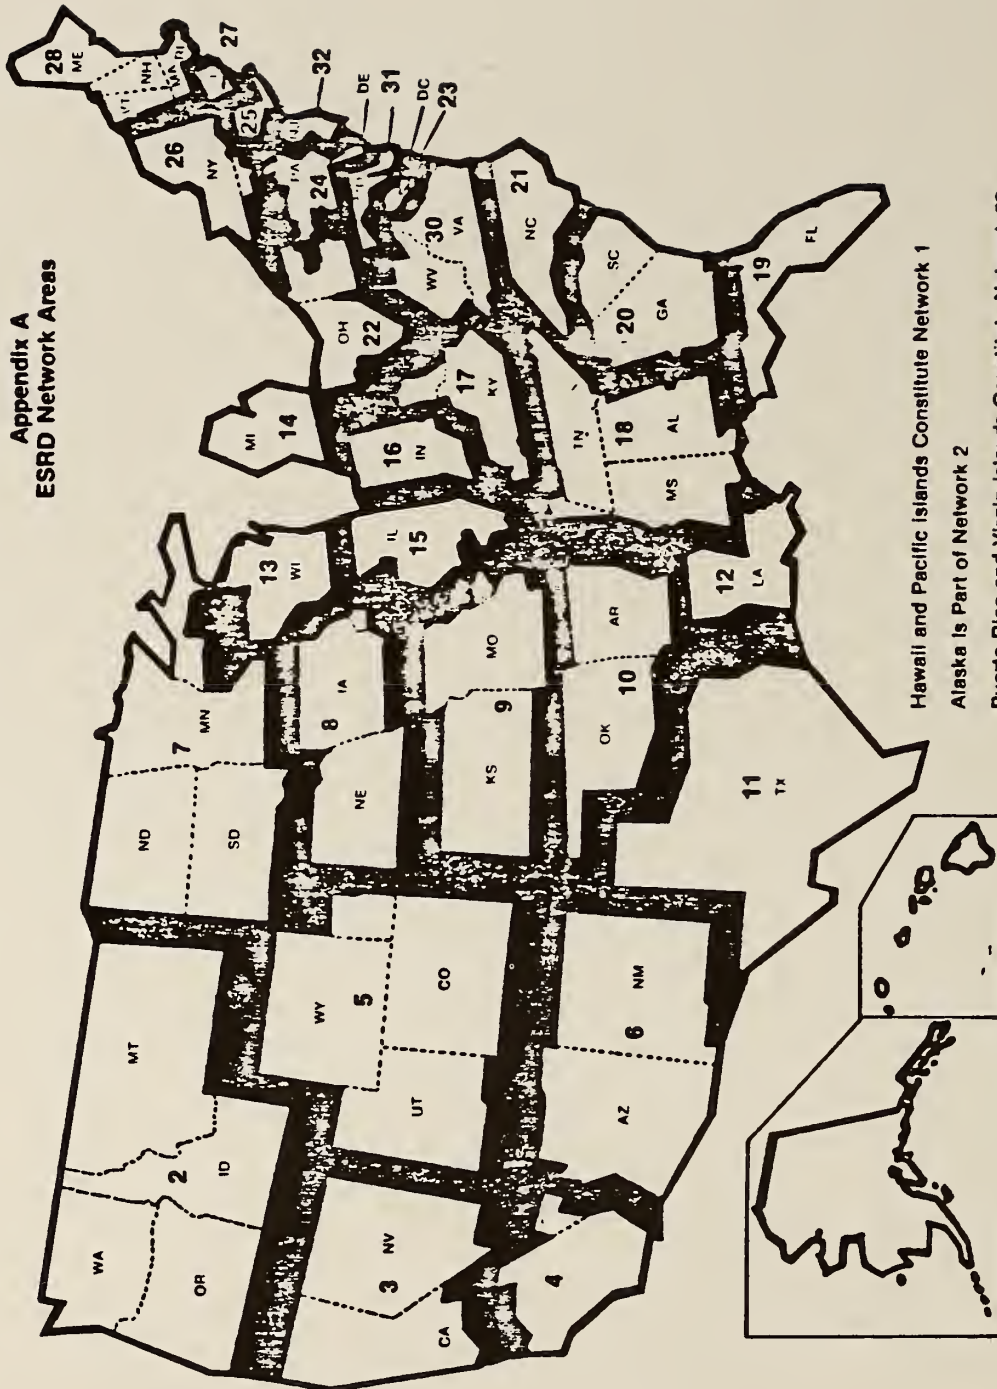 Appendix A
ESRD Network Areas
WA
OR
2
ID
MT
ND
SD
7
MN
13
WI
MI
14
26
NY
28
ME
VT
NH
MA
RI
27
25
32
24
PA
DE
31
DC
23
3
NV
CA
4
WY
5
UT
CO
NE
8
IA
KS
9
MO
IL
15
16
IN
OH
22
17
KY
WV
30
VA
21
NC
SC
20
GA
TN
18
AL
MS
AZ
6
NM
OK
10
AR
11
TX
12
LA
19
FL
Hawaii and Pacific Islands Constitute Network 1
Alaska Is Part of Network 2